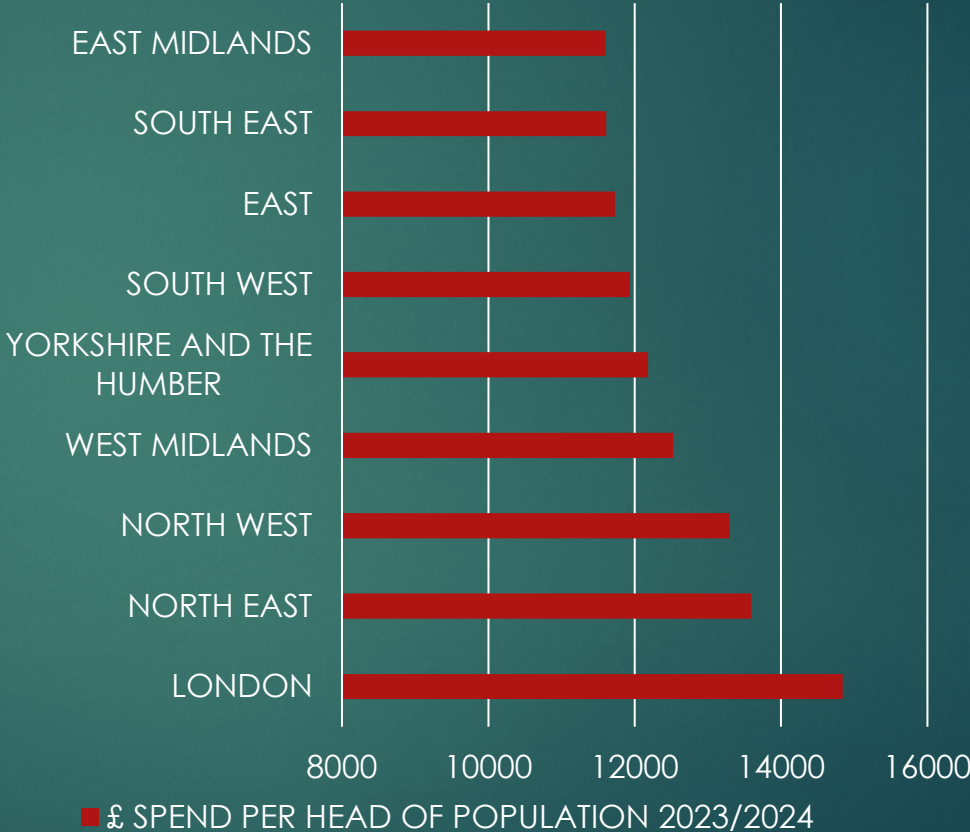 EAST MIDLANDS
SOUTH EAST
EAST
SOUTH WEST
YORKSHIRE AND THE
HUMBER
WEST MIDLANDS
NORTH WEST
NORTH EAST
LONDON
8000 10000 12000 14000 16000
£ SPEND PER HEAD OF POPULATION 2023/2024